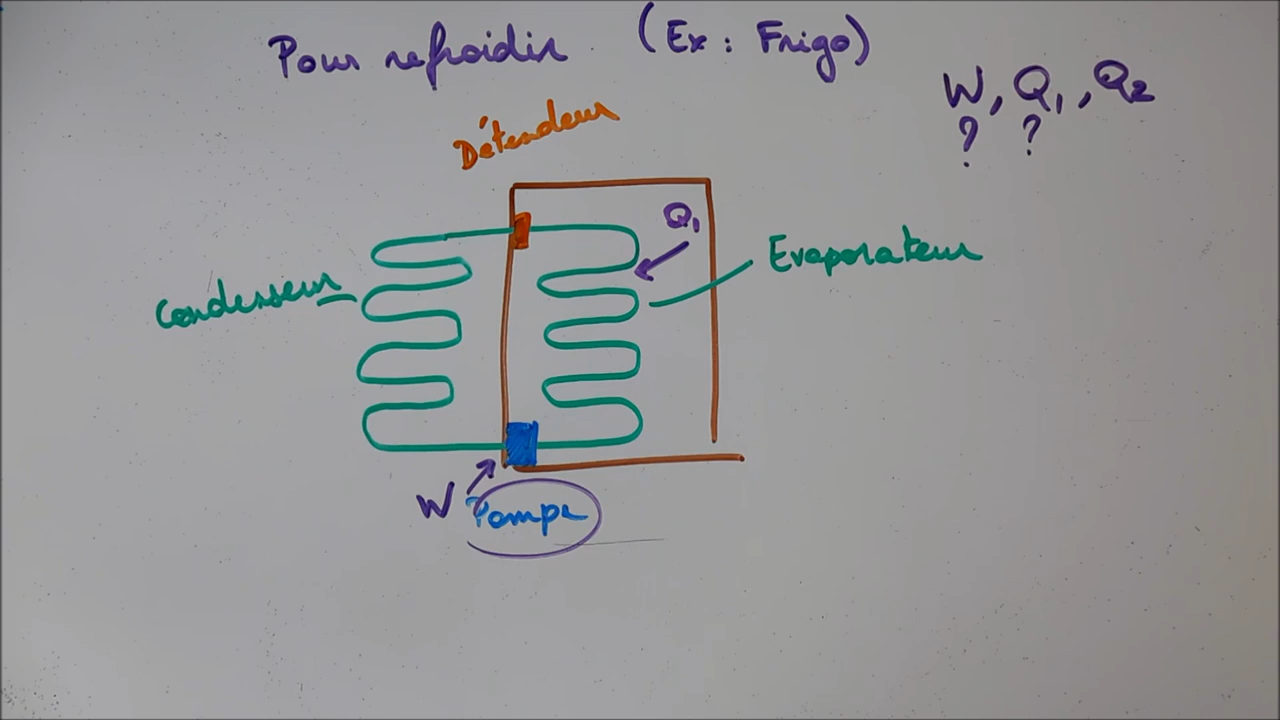 Pour refroidir (Ex : Frigo)
W, Q1, Q2
? ?
Détendeur
Q1
Evaporateur
Condenseur
W
Pompe